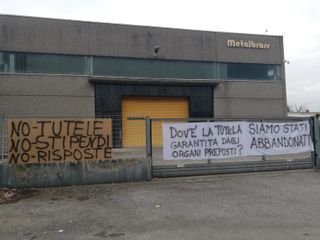 Metalbrass
NO-TUTELE
NO-STIPENDI
NO-RISPOSTE
DOV'È LA TUTELA
GARANTITA DAGLI
ORGANI PREPOSTI?
SIAMO STATI
ABBANDONATI